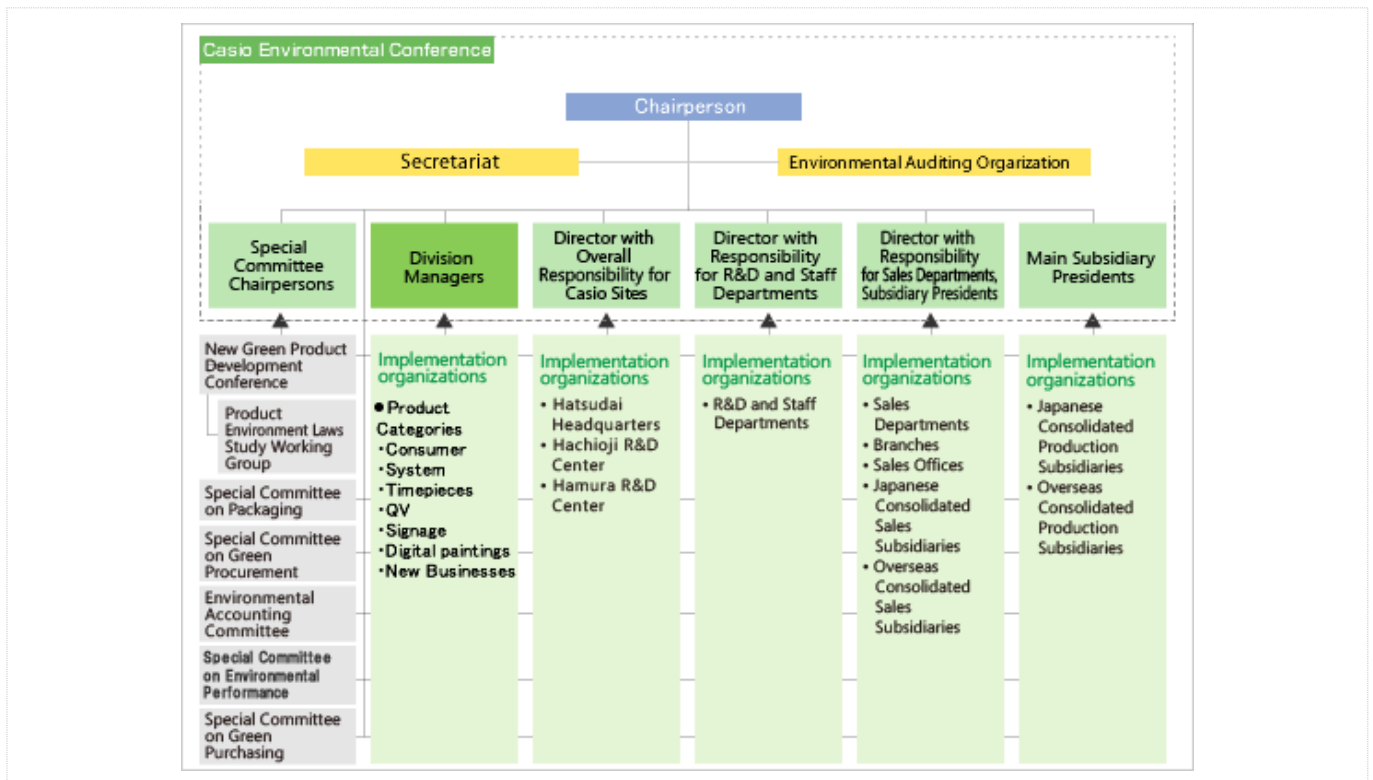 Casio Environmental Conference
Chairperson
Secretariat
Environmental Auditing Orgarization
Special
Committee
Chairpersons
Division
Managers
Director with
Overall
Responsibility for
Casio Sites
Director with
Responsibility
for R&D and Staff
Departments
Director with
Responsibility
for Sales Departments,
Subsidiary Presidents
Main Subsidiary
Presidents
New Green Product
Development
Conference
Product
Environment Laws
Study Working
Group
Special Committee
on Packaging
Special Committee
on Green
Procurement
Environmental
Accounting
Committee
Special Committee
on Environmental
Performance
Special Committee
on Green
Purchasing
Implementation
organizations
● Product
Categories
・Consumer
・System
・Timepieces
・QV
・Signage
・Digital paintings
・New Businesses
Implementation
organizations
• Hatsudai
Headquarters
• Hachioji R&D
Center
• Hamura R&D
Center
Implementation
organizations
• R&D and Staff
Departments
Implementation
organizations
• Sales
Departments
• Branches
• Sales Offices
• Japanese
Consolidated
Sales
Subsidiaries
• Overseas
Consolidated
Sales
Subsidiaries
Implementation
organizations
• Japanese
Consolidated
Production
Subsidiaries
• Overseas
Consolidated
Production
Subsidiaries